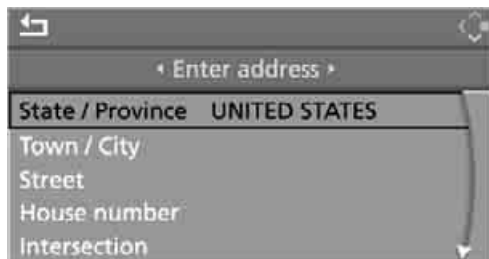 Enter address
State / Province UNITED STATES
Town / City
Street
House number
Intersection